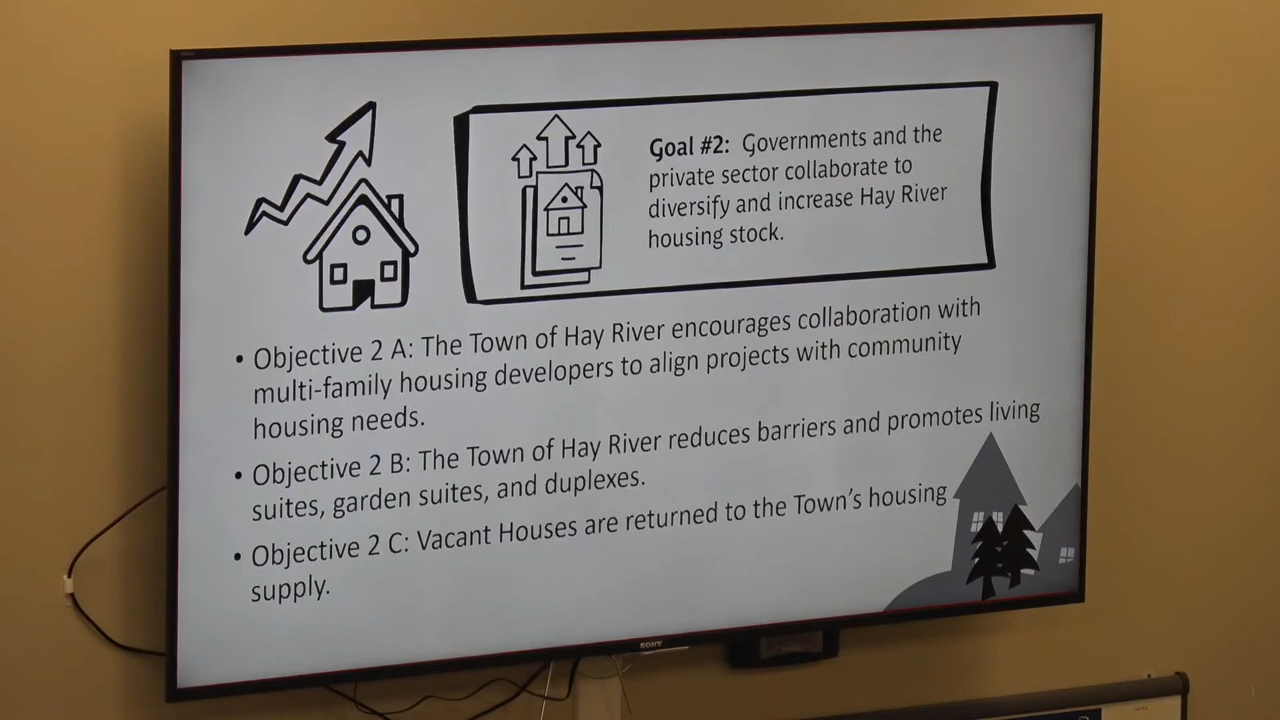 Goal #2: Governments and the
private sector collaborate to
diversify and increase Hay River
housing stock.
• Objective 2 A: The Town of Hay River encourages collaboration with
multi-family housing developers to align projects with community
housing needs.
• Objective 2 B: The Town of Hay River reduces barriers and promotes living
suites, garden suites, and duplexes.
• Objective 2 C: Vacant Houses are returned to the Town's housing
supply.
SONY